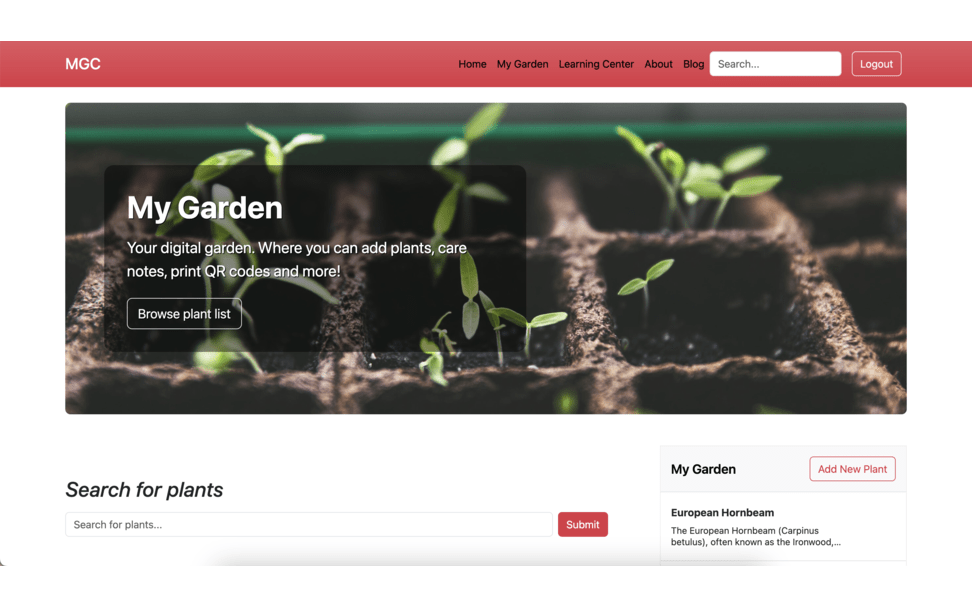 MGC
Home My Garden Learning Center About Blog Search... Logout
My Garden
Your digital garden. Where you can add plants, care
notes, print QR codes and more!
Browse plant list
Search for plants
Search for plants... Submit
My Garden Add New Plant
European Hornbeam
The European Hornbeam (Carpinus
betulus), often known as the Ironwood,...